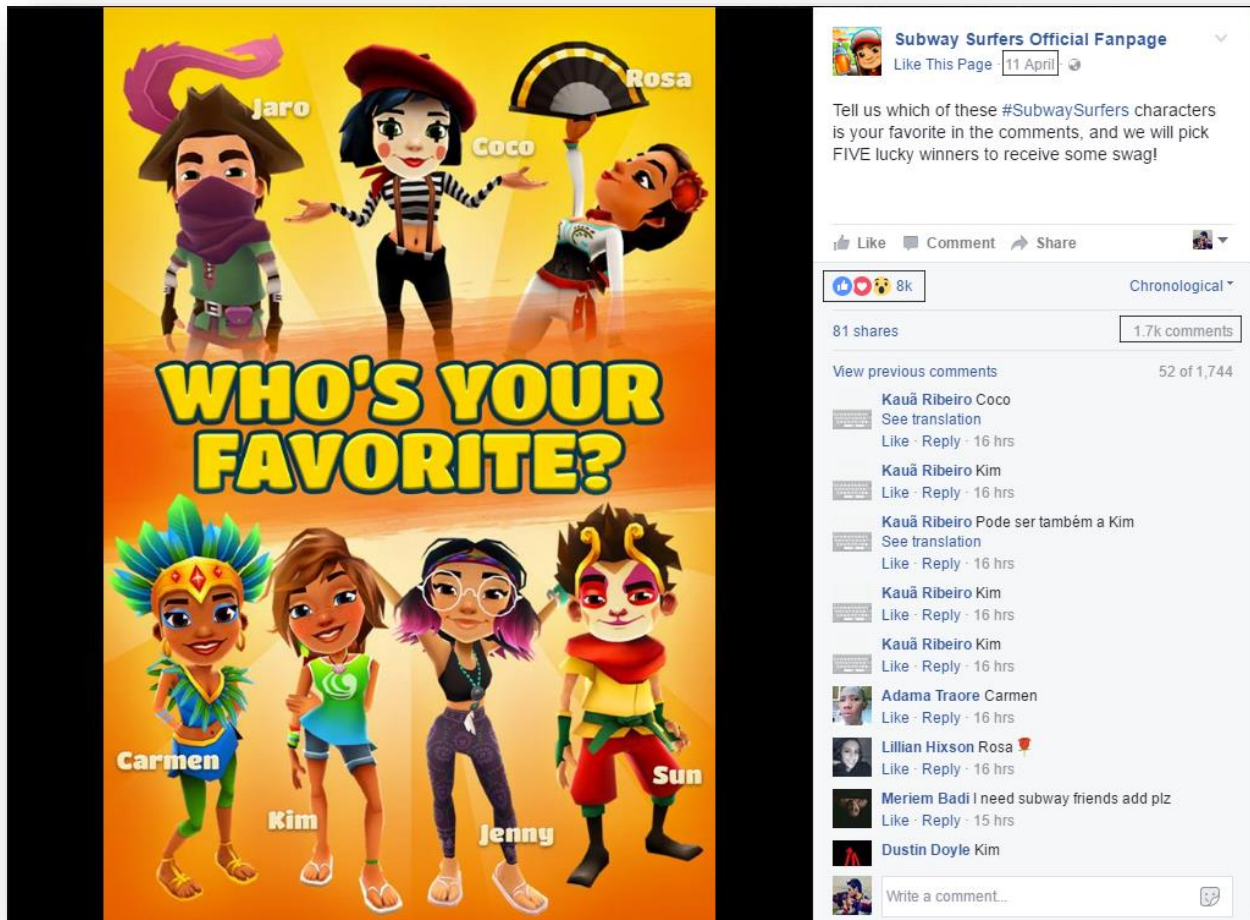 Jaro
Coco
Rosa
WHO'S YOUR
FAVORITE?
Carmen
Kim
Jenny
Sun
Subway Surfers Official Fanpage
Like This Page · 11 April ·
Tell us which of these #SubwaySurfers characters
is your favorite in the comments, and we will pick
FIVE lucky winners to receive some swag!
Like Comment Share
8k Chronological
81 shares 1.7k comments
View previous comments 52 of 1,744
Kauã Ribeiro Coco
See translation
Like · Reply · 16 hrs
Kauã Ribeiro Kim
Like · Reply · 16 hrs
Kauã Ribeiro Pode ser também a Kim
See translation
Like · Reply · 16 hrs
Kauã Ribeiro Kim
Like · Reply · 16 hrs
Kauã Ribeiro Kim
Like · Reply · 16 hrs
Adama Traore Carmen
Like · Reply · 16 hrs
Lillian Hixson Rosa 🌹
Like · Reply · 16 hrs
Meriem Badi I need subway friends add plz
Like · Reply · 15 hrs
Dustin Doyle Kim
Write a comment...